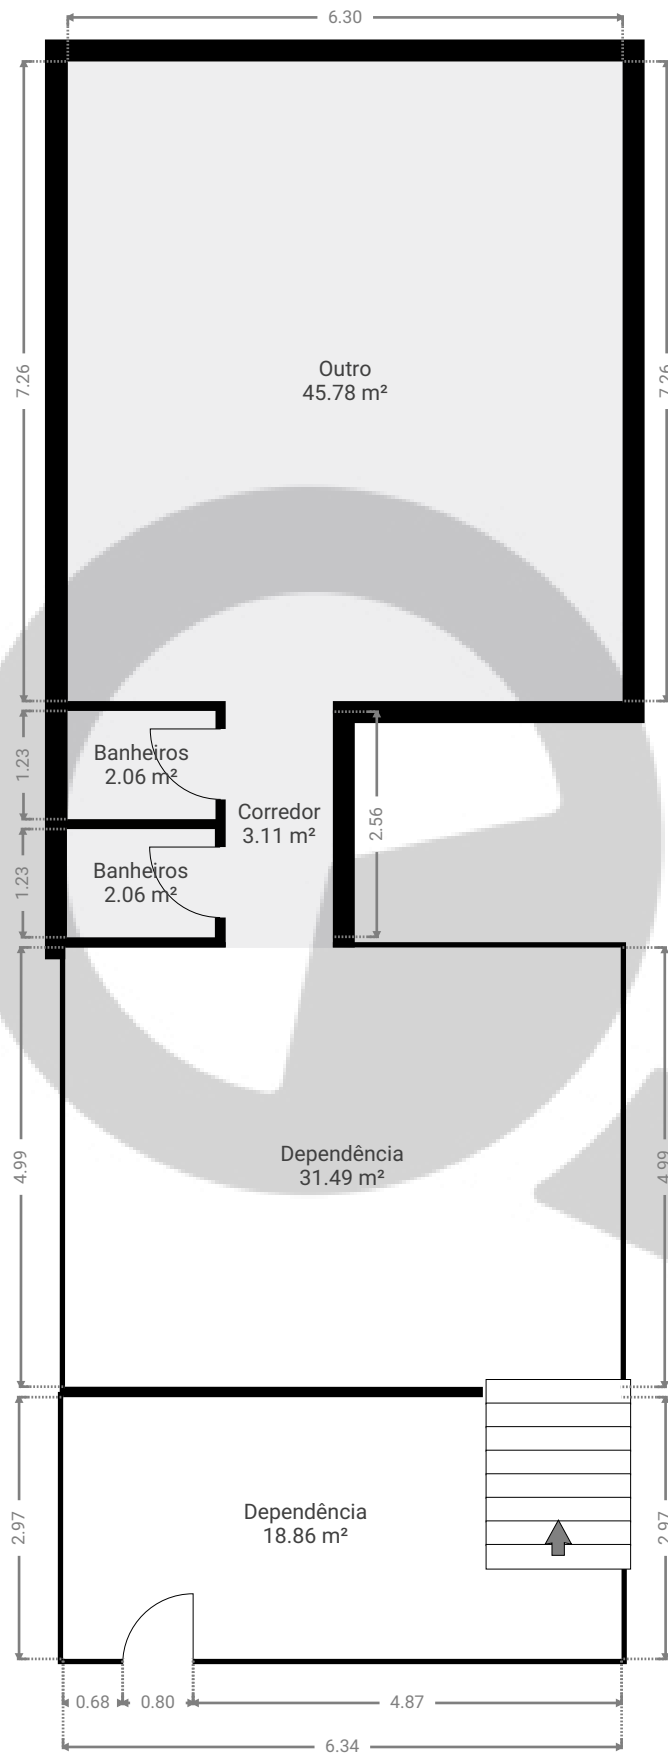 6.30
7.26
7.26
Outro
45.78 m²
1.23
Banheiros
2.06 m²
Corredor
3.11 m²
2.56
1.23
Banheiros
2.06 m²
4.99
4.99
Dependência
31.49 m²
2.97
2.97
Dependência
18.86 m²
0.68 0.80 4.87
6.34